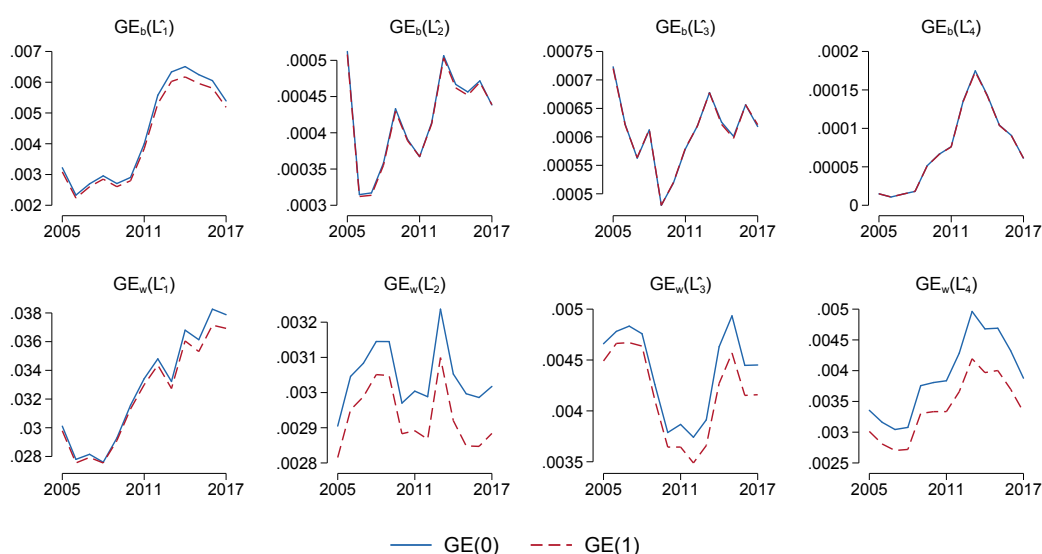 GE_b(L̂_1)
.007
.006
.005
.004
.003
.002
2005 2011 2017
GE_b(L̂_2)
.0005
.00045
.0004
.00035
.0003
2005 2011 2017
GE_b(L̂_3)
.00075
.0007
.00065
.0006
.00055
.0005
2005 2011 2017
GE_b(L̂_4)
.0002
.00015
.0001
.00005
0
2005 2011 2017
GE_w(L̂_1)
.038
.036
.034
.032
.03
.028
2005 2011 2017
GE_w(L̂_2)
.0032
.0031
.003
.0029
.0028
2005 2011 2017
GE_w(L̂_3)
.005
.0045
.004
.0035
2005 2011 2017
GE_w(L̂_4)
.005
.0045
.004
.0035
.003
.0025
2005 2011 2017
GE(0) GE(1)